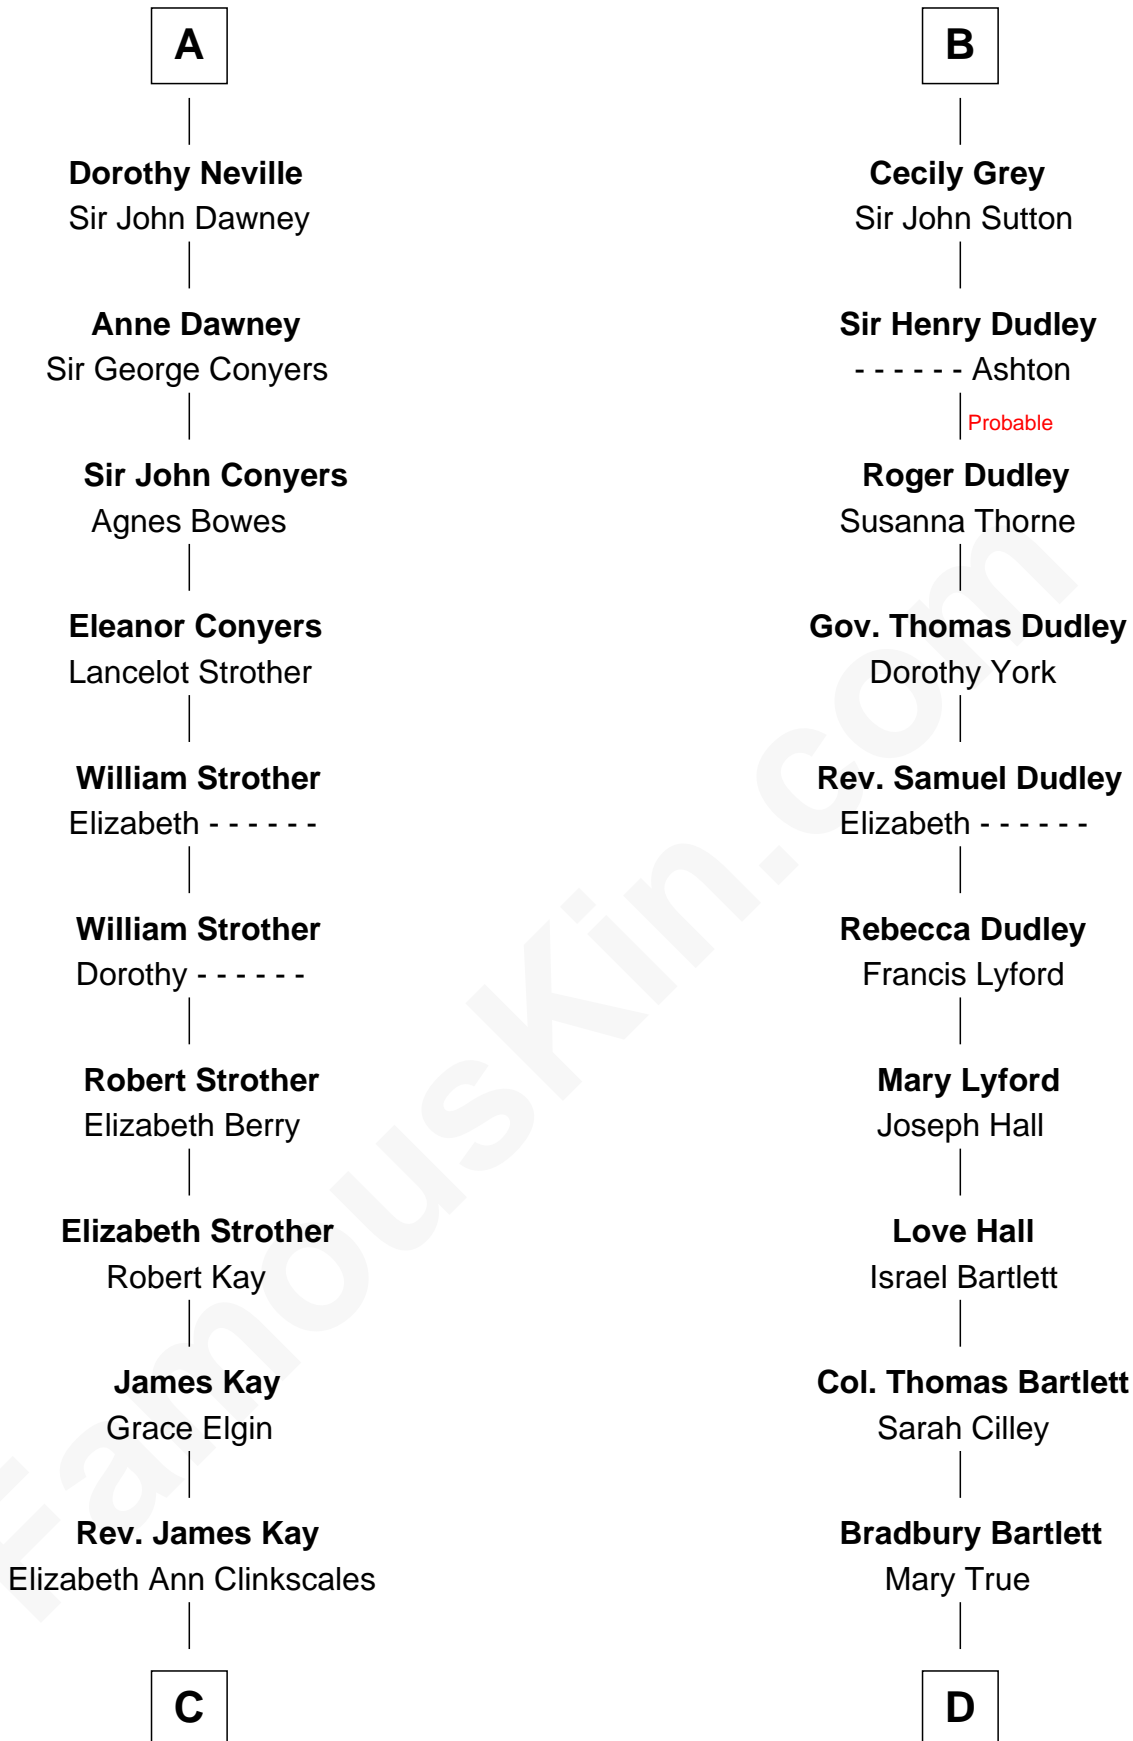 A
Dorothy Neville
Sir John Dawney
Anne Dawney
Sir George Conyers
Sir John Conyers
Agnes Bowes
Eleanor Conyers
Lancelot Strother
William Strother
Elizabeth - - - - - -
William Strother
Dorothy - - - - - -
Robert Strother
Elizabeth Berry
Elizabeth Strother
Robert Kay
James Kay
Grace Elgin
Rev. James Kay
Elizabeth Ann Clinkscales
C
B
Cecily Grey
Sir John Sutton
Sir Henry Dudley
- - - - - - Ashton
Probable
Roger Dudley
Susanna Thorne
Gov. Thomas Dudley
Dorothy York
Rev. Samuel Dudley
Elizabeth - - - - - -
Rebecca Dudley
Francis Lyford
Mary Lyford
Joseph Hall
Love Hall
Israel Bartlett
Col. Thomas Bartlett
Sarah Cilley
Bradbury Bartlett
Mary True
D
FamousKin.com